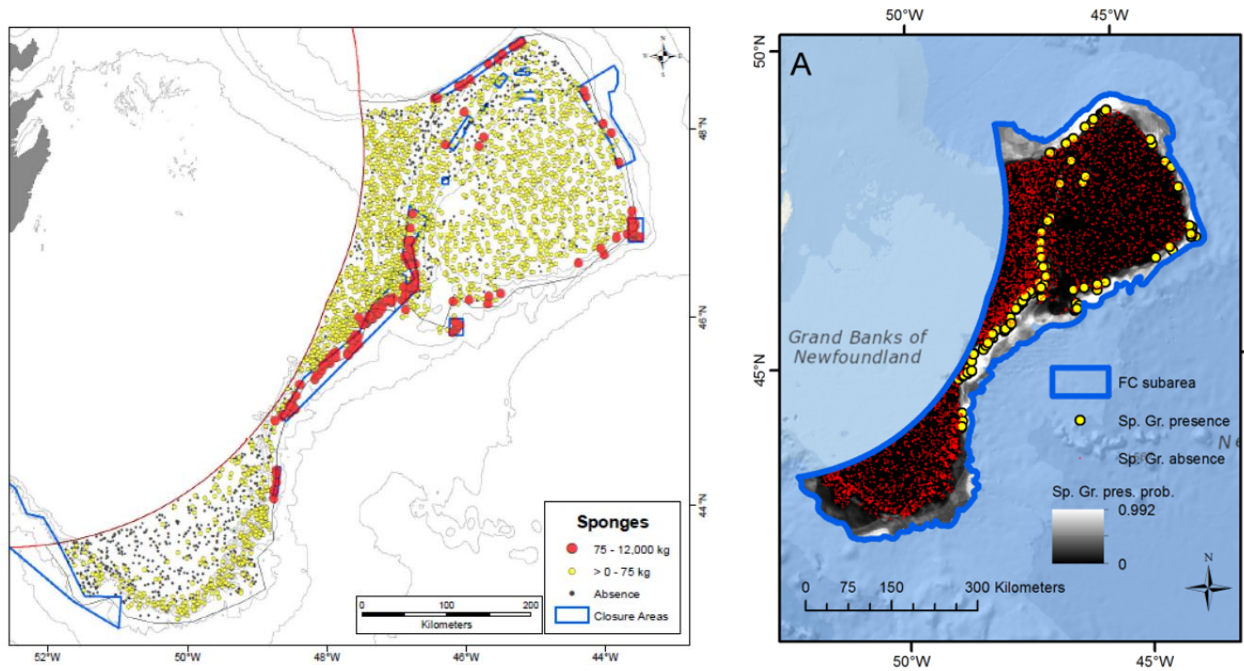 48°N
46°N
44°N
52°W
50°W
48°W
46°W
44°W
N
Sponges
75 - 12,000 kg
> 0 - 75 kg
Absence
Closure Areas
0 100 200
Kilometers
50°W 45°W
50°N
45°N
A
Grand Banks of
Newfoundland
FC subarea
Sp. Gr. presence
Sp. Gr. absence
Sp. Gr. pres. prob.
0.992
0
0 75 150 300 Kilometers
N
50°W 45°W